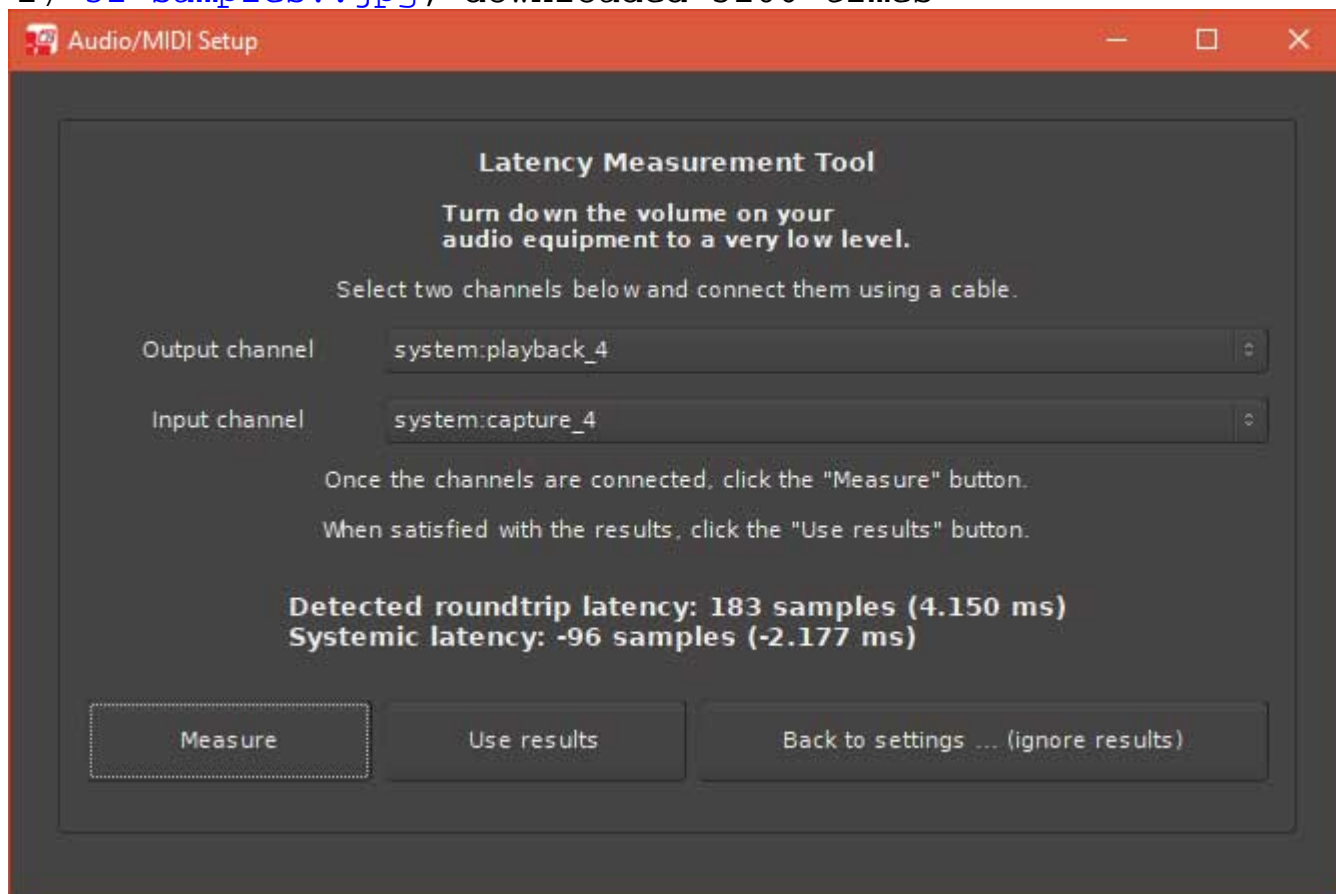 Audio/MIDI Setup
Latency Measurement Tool
Turn down the volume on your
audio equipment to a very low level.
Select two channels below and connect them using a cable.
Output channel system:playback_4
Input channel system:capture_4
Once the channels are connected, click the "Measure" button.
When satisfied with the results, click the "Use results" button.
Detected roundtrip latency: 183 samples (4.150 ms)
Systemic latency: -96 samples (-2.177 ms)
Measure Use results Back to settings ... (ignore results)